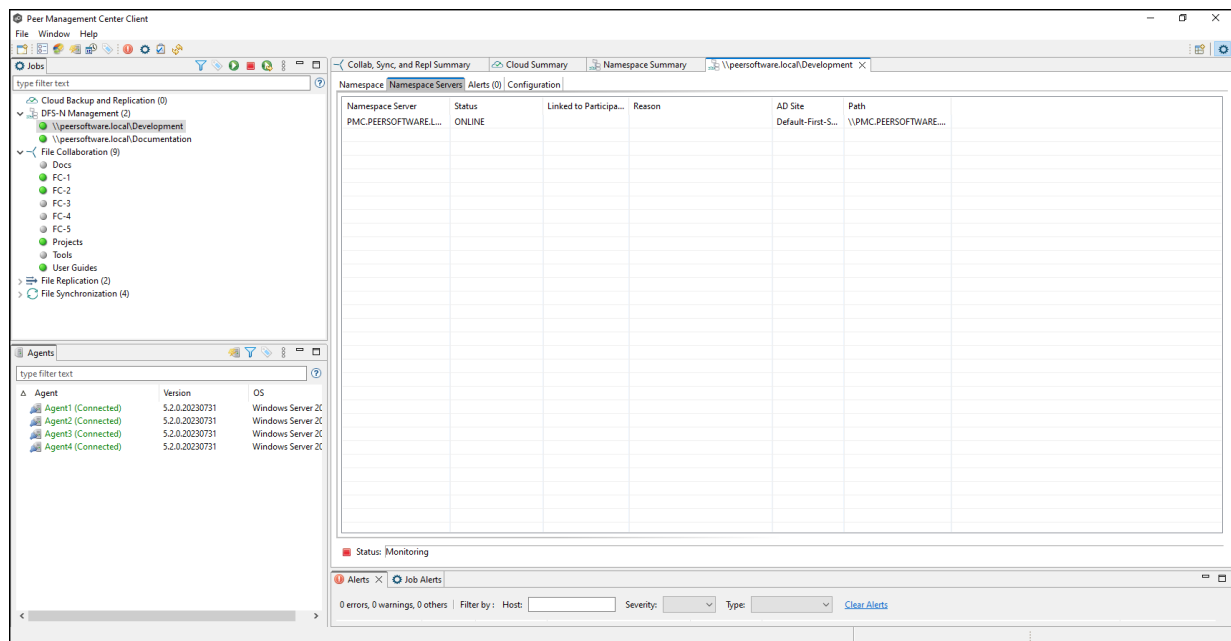 Peer Management Center Client
File Window Help
Jobs
type filter text
Cloud Backup and Replication (0)
DFS-N Management (2)
\\peersoftware.local\Development
\\peersoftware.local\Documentation
File Collaboration (9)
Docs
FC-1
FC-2
FC-3
FC-4
FC-5
Projects
Tools
User Guides
File Replication (2)
File Synchronization (4)
Agents
type filter text
Agent Version OS
Agent1 (Connected) 5.2.0.20230731 Windows Server 20
Agent2 (Connected) 5.2.0.20230731 Windows Server 20
Agent3 (Connected) 5.2.0.20230731 Windows Server 20
Agent4 (Connected) 5.2.0.20230731 Windows Server 20
Collab, Sync, and Repl Summary Cloud Summary Namespace Summary \\peersoftware.local\Development
Namespace Namespace Servers Alerts (0) Configuration
Namespace Server Status Linked to Participa... Reason AD Site Path
PMC.PEERSOFTWARE.L... ONLINE Default-First-S... \\PMC.PEERSOFTWARE....
Status: Monitoring
Alerts Job Alerts
0 errors, 0 warnings, 0 others Filter by : Host: Severity: Type: Clear Alerts